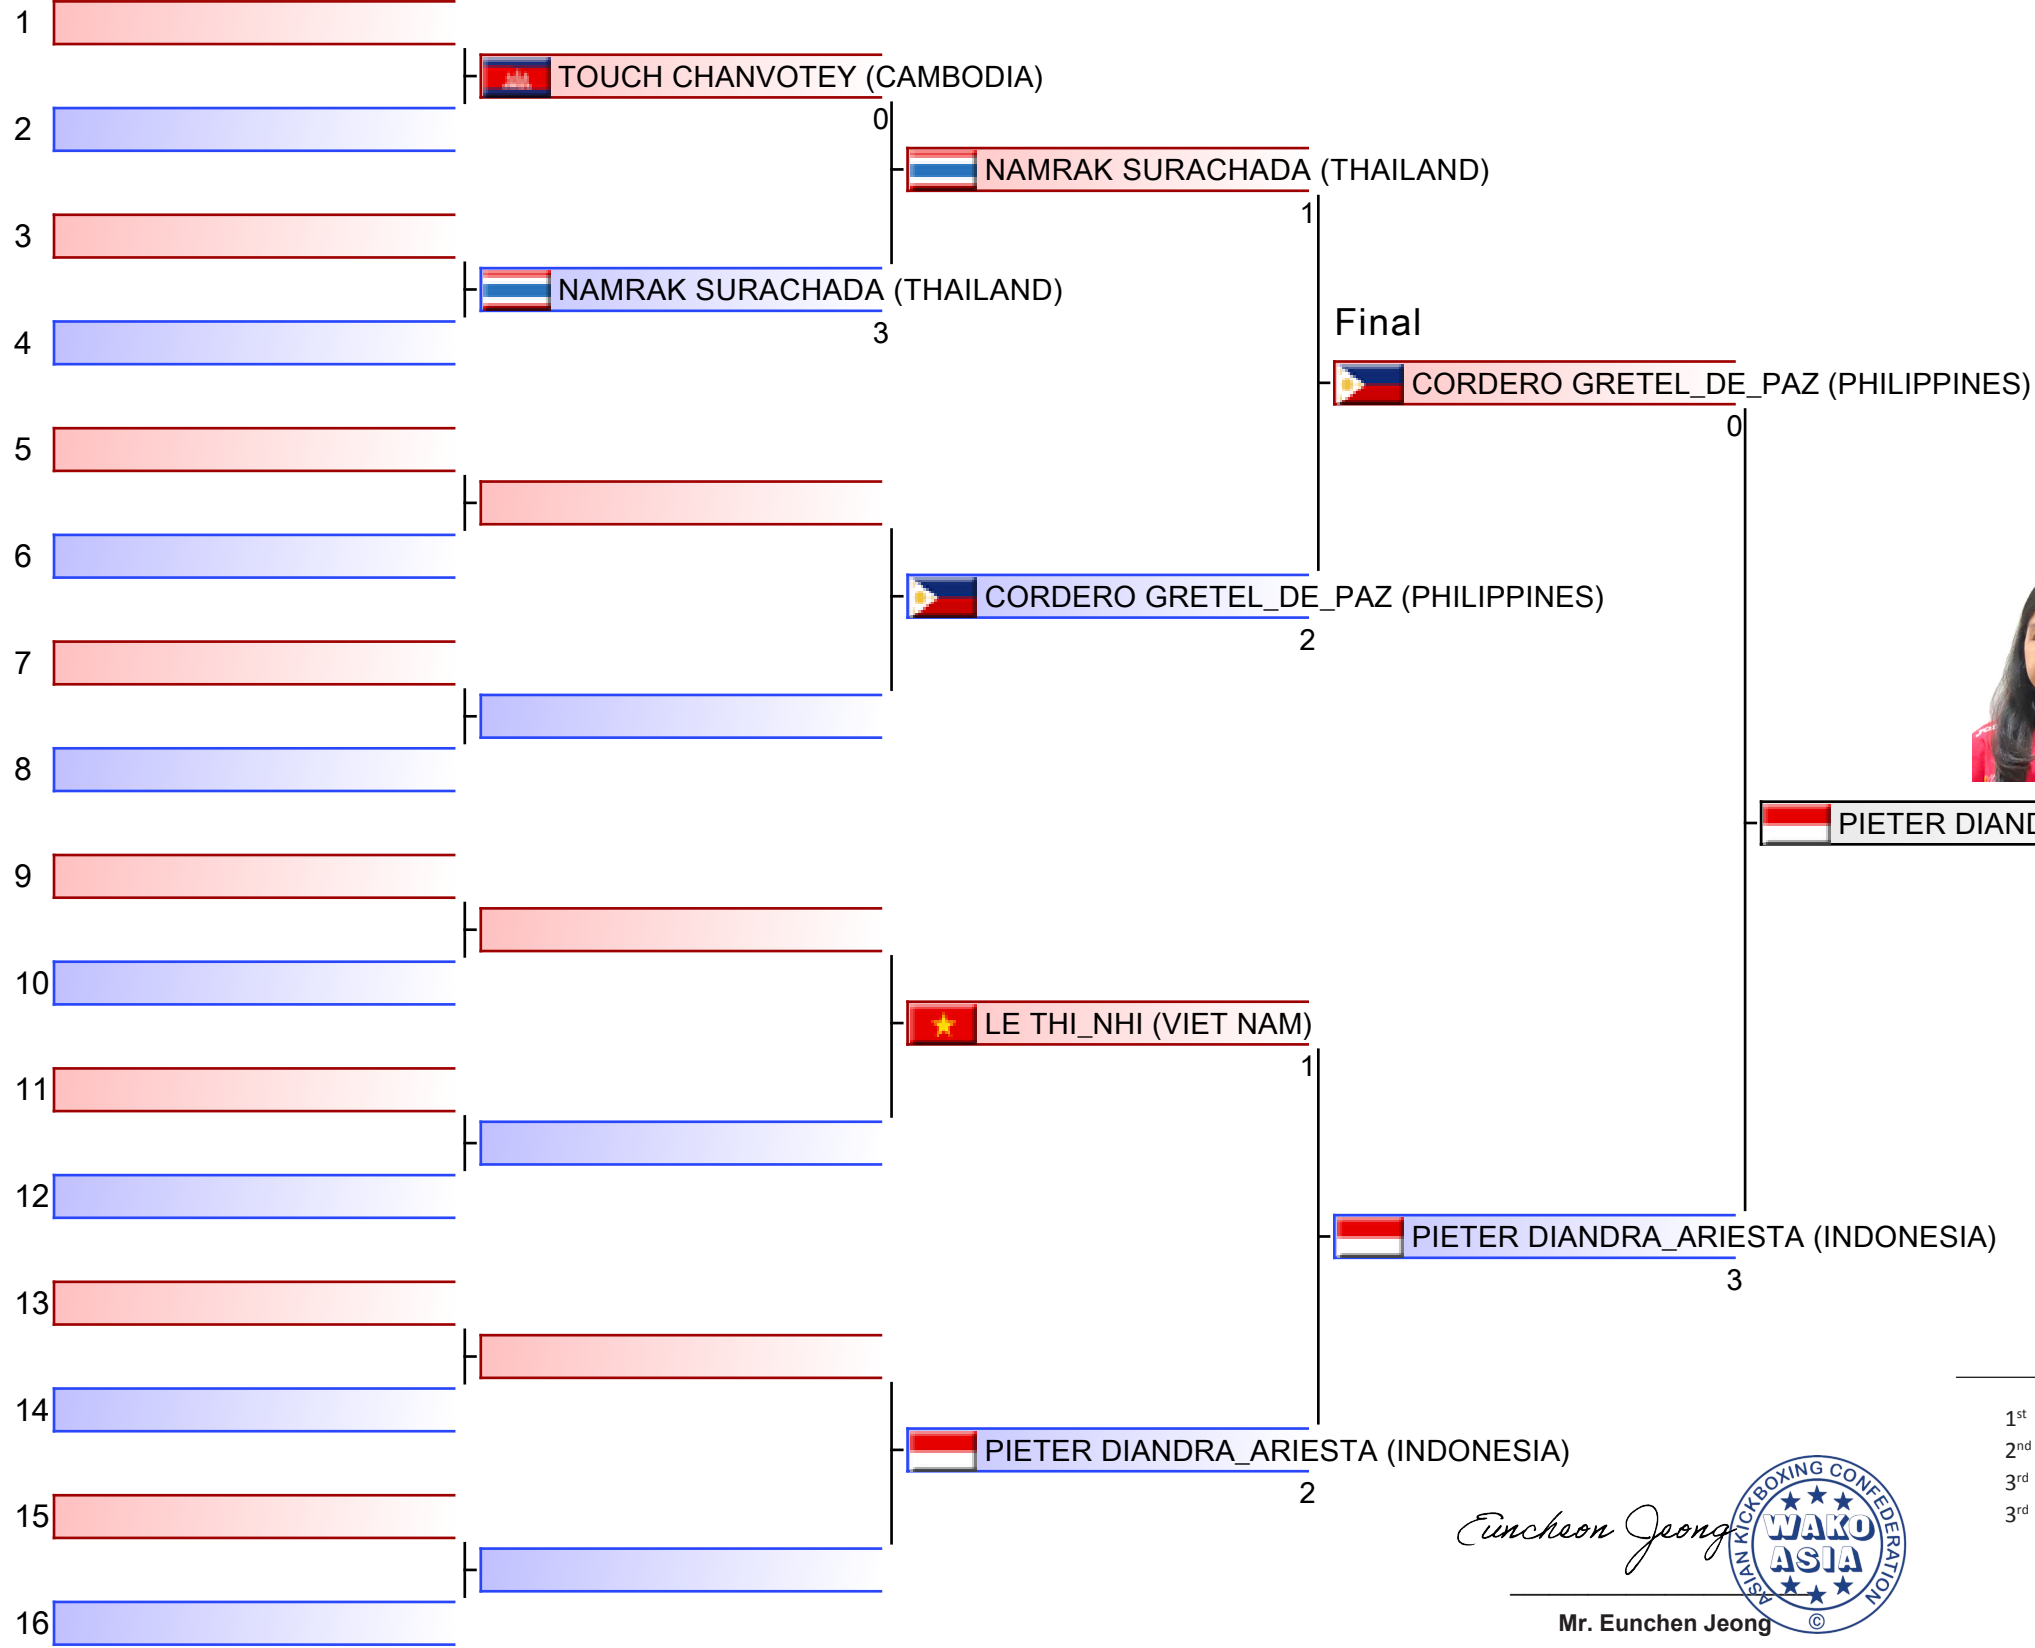 1
TOUCH CHANVOTEY (CAMBODIA)
0
2
NAMRAK SURACHADA (THAILAND)
1
3
NAMRAK SURACHADA (THAILAND)
3
4
Final
CORDERO GRETEL_DE_PAZ (PHILIPPINES)
0
5
6
CORDERO GRETEL_DE_PAZ (PHILIPPINES)
2
7
8
PIETER DIAND
9
10
LE THI_NHI (VIET NAM)
1
11
12
PIETER DIANDRA_ARIESTA (INDONESIA)
3
13
14
PIETER DIANDRA_ARIESTA (INDONESIA)
2
15
16
1st
2nd
3rd
3rd
Euncheon Jeong
ASIAN KICKBOXING CONFEDERATION
WAKO
ASIA
©
Mr. Eunchen Jeong